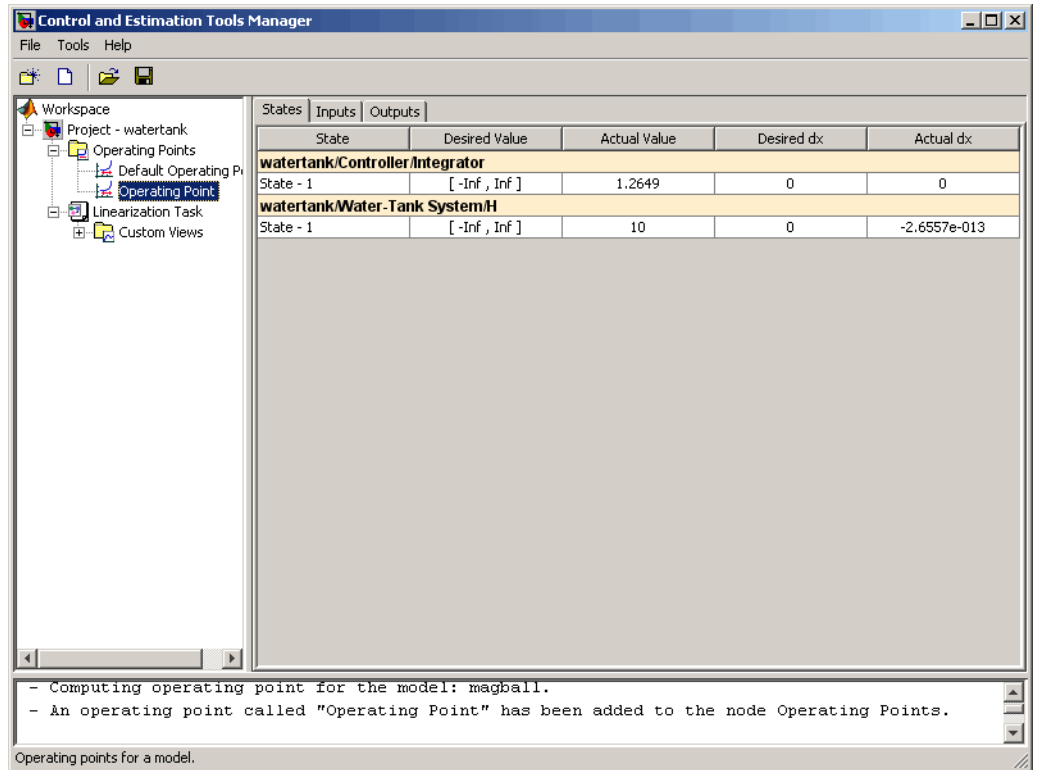 Control and Estimation Tools Manager
File Tools Help
Workspace
Project - watertank
Operating Points
Default Operating P
Operating Point
Linearization Task
Custom Views
States Inputs Outputs
State Desired Value Actual Value Desired dx Actual dx
watertank/Controller/Integrator
State - 1 [ -Inf , Inf ] 1.2649 0 0
watertank/Water-Tank System/H
State - 1 [ -Inf , Inf ] 10 0 -2.6557e-013
- Computing operating point for the model: magball.
- An operating point called "Operating Point" has been added to the node Operating Points.
Operating points for a model.